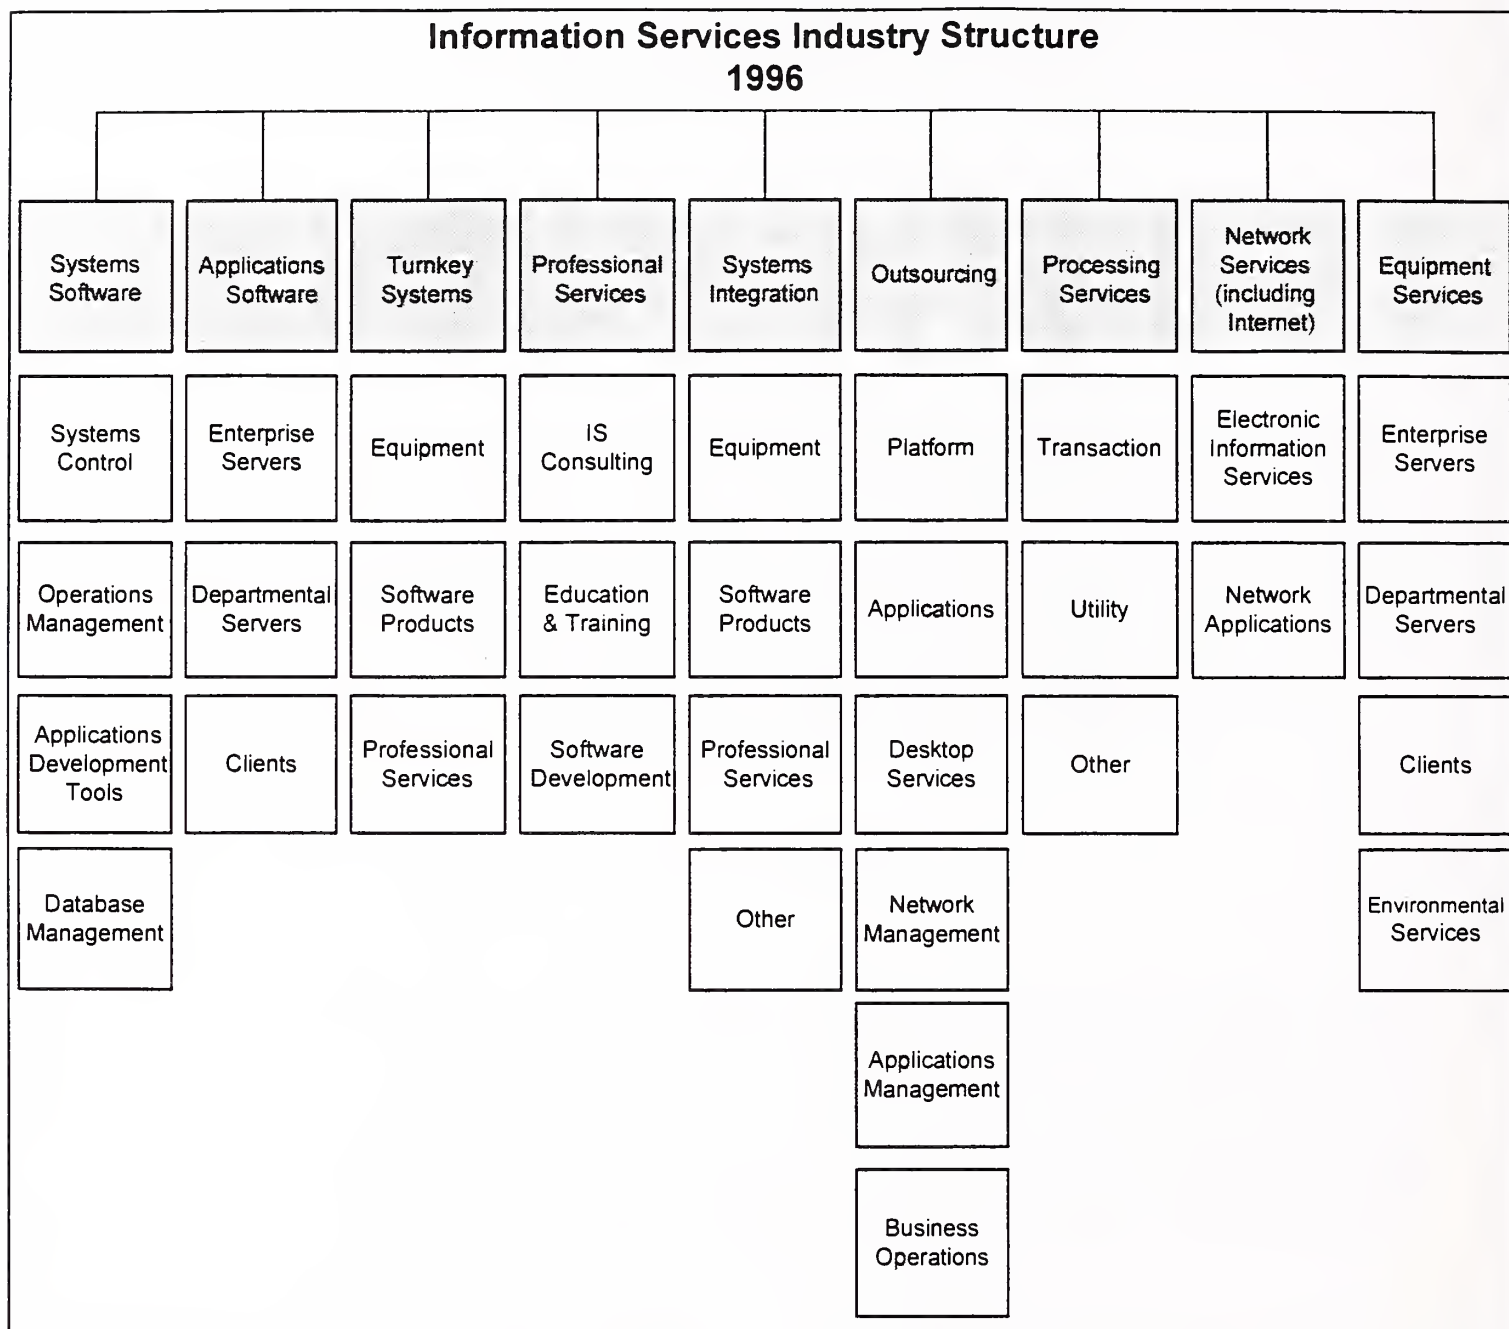 Information Services Industry Structure
1996
Systems
Software
Applications
Software
Turnkey
Systems
Professional
Services
Systems
Integration
Outsourcing
Processing
Services
Network
Services
(including
Internet)
Equipment
Services
Systems
Control
Enterprise
Servers
Equipment
IS
Consulting
Equipment
Platform
Transaction
Electronic
Information
Services
Enterprise
Servers
Operations
Management
Departmental
Servers
Software
Products
Education
& Training
Software
Products
Applications
Utility
Network
Applications
Departmental
Servers
Applications
Development
Tools
Clients
Professional
Services
Software
Development
Professional
Services
Desktop
Services
Other
Clients
Database
Management
Other
Network
Management
Environmental
Services
Applications
Management
Business
Operations